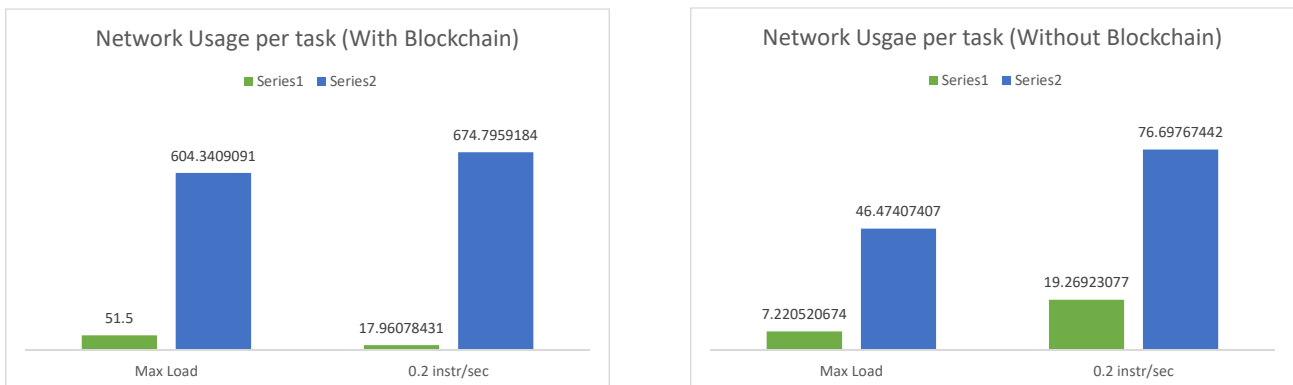 Network Usage per task (With Blockchain)
Series1 Series2
674.7959184
604.3409091
51.5
17.96078431
Max Load 0.2 instr/sec
Network Usgae per task (Without Blockchain)
Series1 Series2
76.69767442
46.47407407
19.26923077
7.220520674
Max Load 0.2 instr/sec